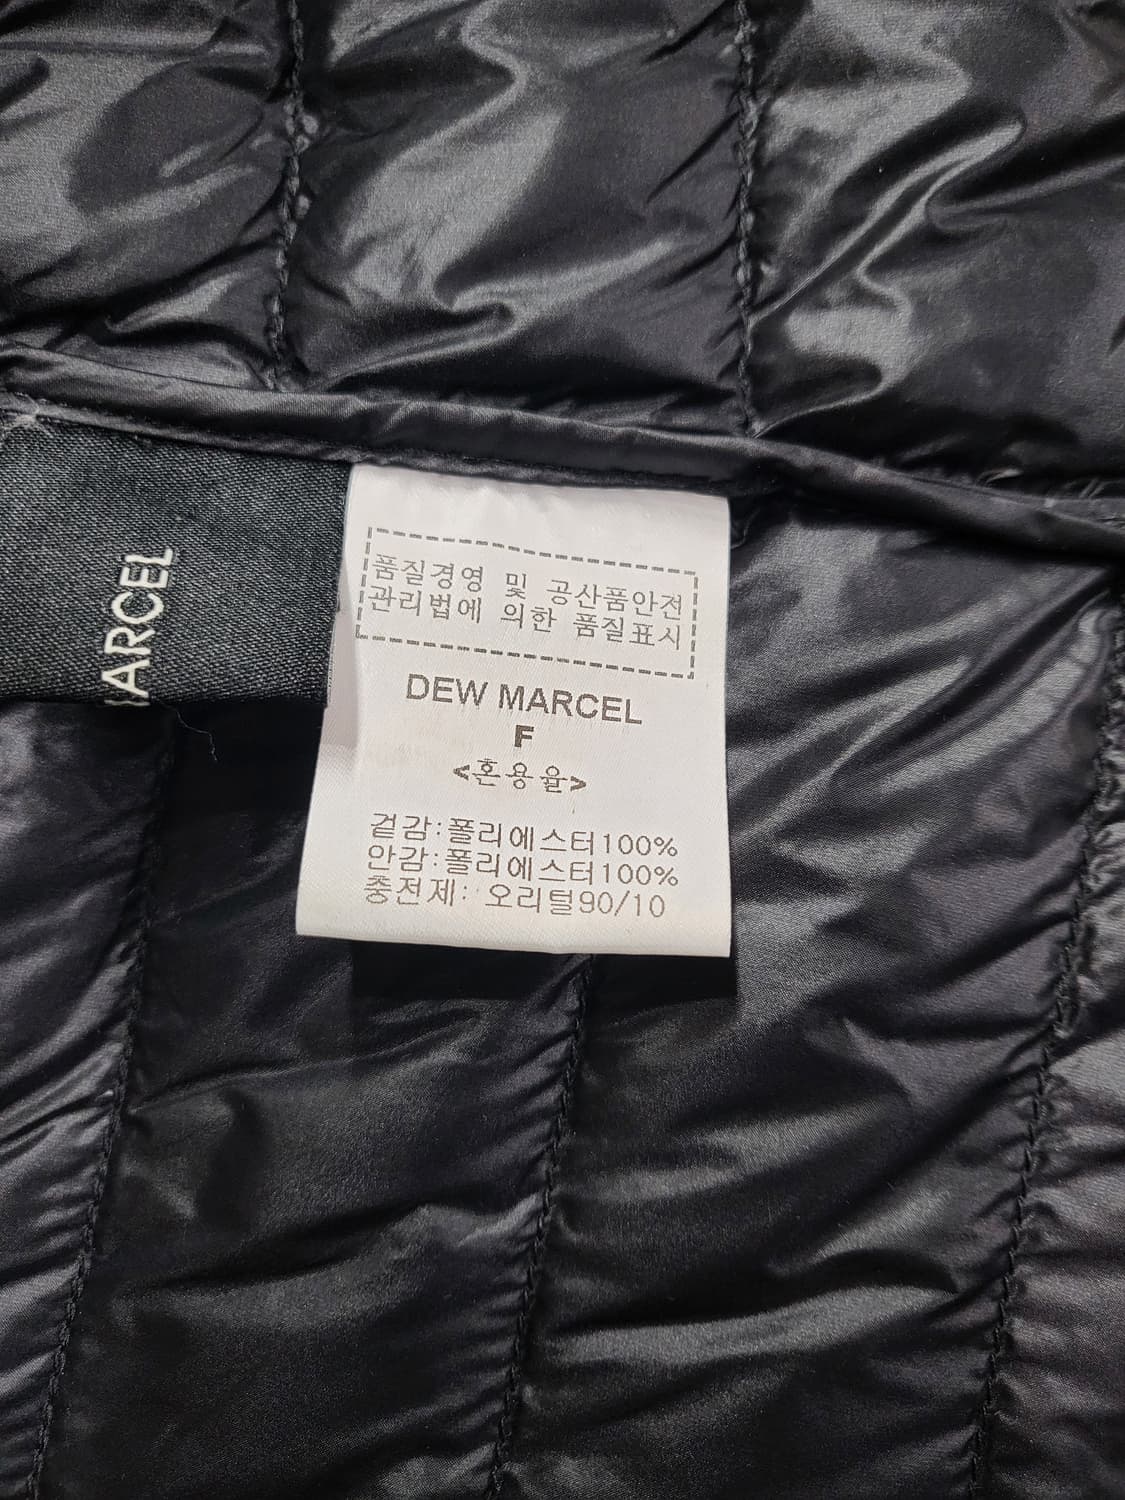 MARCEL
품질경영 및 공산품안전
관리법에 의한 품질표시
DEW MARCEL
F
<혼용율>
겉감:폴리에스터100%
안감:폴리에스터100%
충전제: 오리털90/10